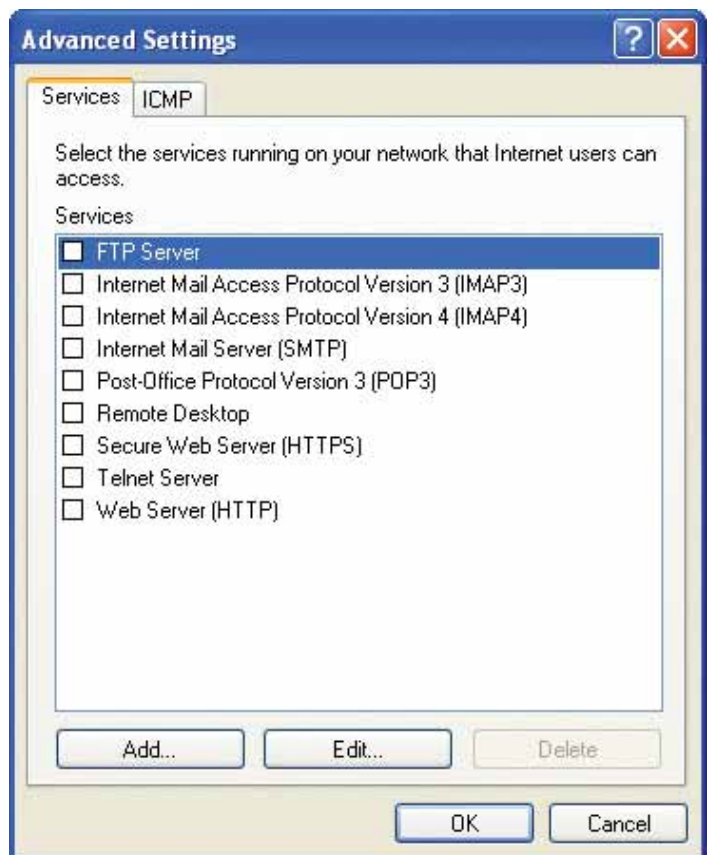 Advanced Settings
Services
ICMP
Select the services running on your network that Internet users can
access.
Services
FTP Server
Internet Mail Access Protocol Version 3 (IMAP3)
Internet Mail Access Protocol Version 4 (IMAP4)
Internet Mail Server (SMTP)
Post-Office Protocol Version 3 (POP3)
Remote Desktop
Secure Web Server (HTTPS)
Telnet Server
Web Server (HTTP)
Add...
Edit...
Delete
OK
Cancel